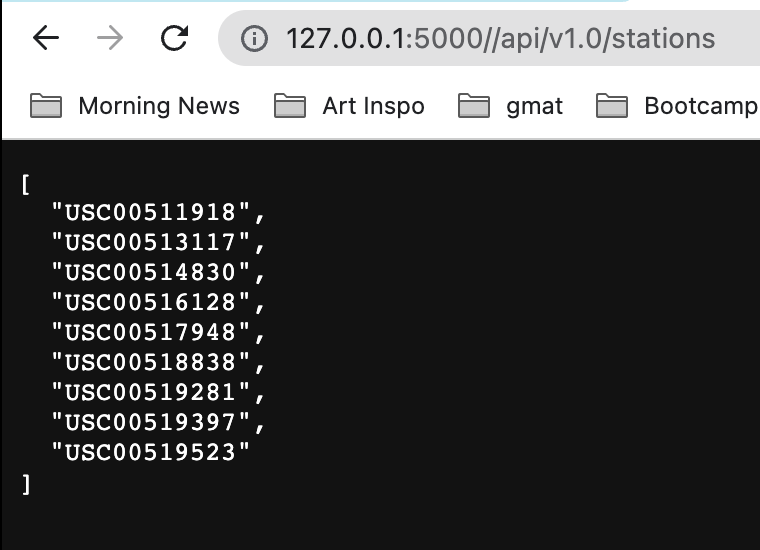 127.0.0.1:5000//api/v1.0/stations
Morning News Art Inspo gmat Bootcamp
[
"USC00511918",
"USC00513117",
"USC00514830",
"USC00516128",
"USC00517948",
"USC00518838",
"USC00519281",
"USC00519397",
"USC00519523"
]